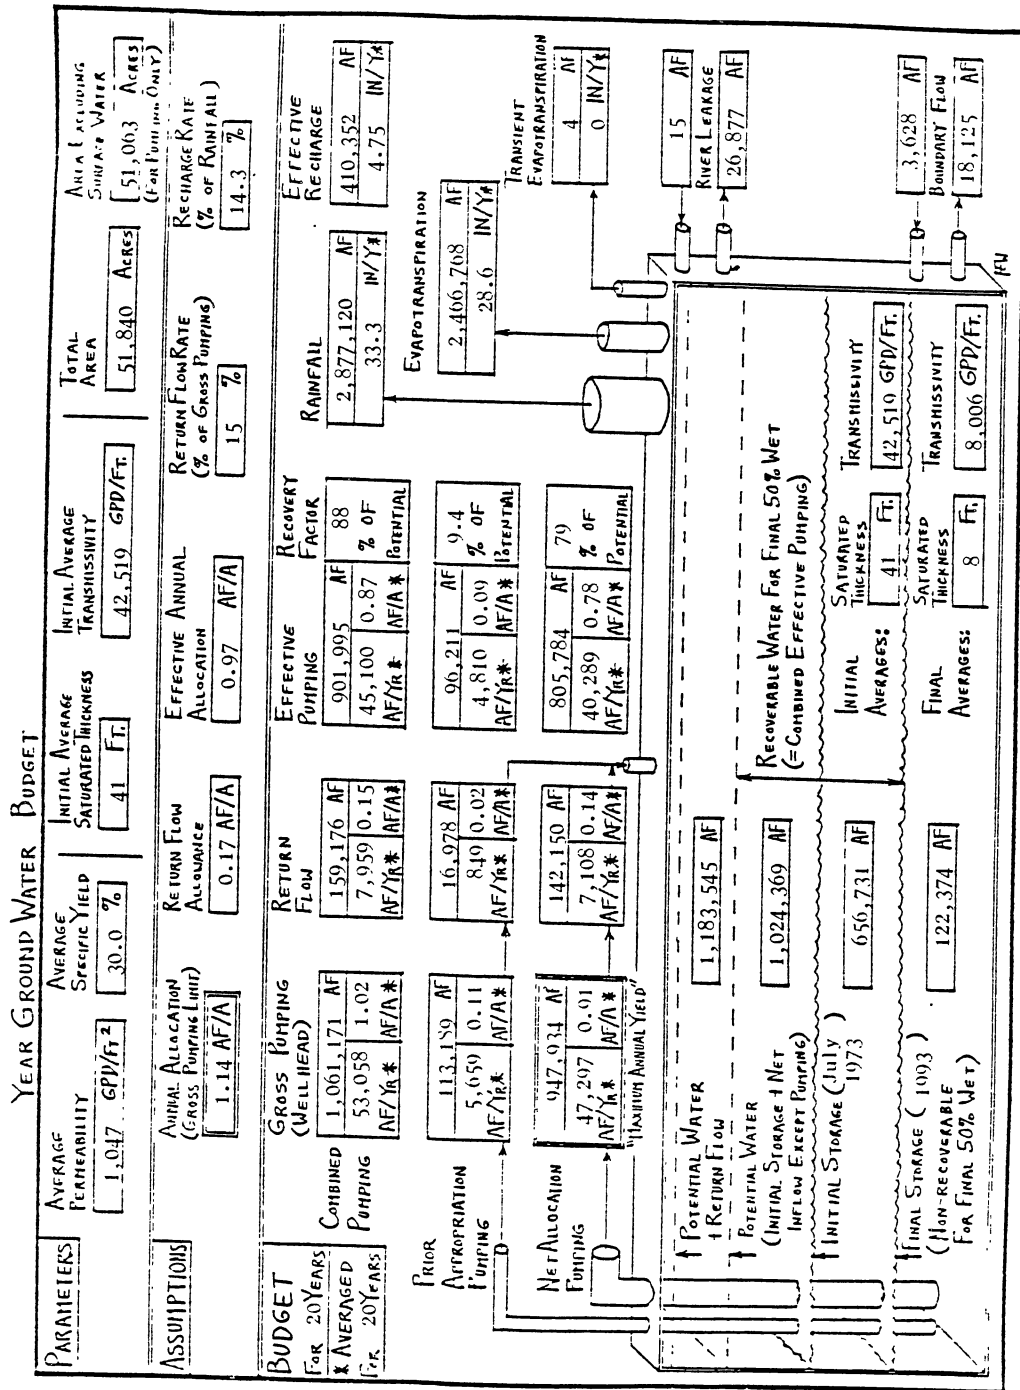 YEAR GROUND WATER BUDGET
PARAMETERS
AVERAGE PERMEABILITY
1,047 GPD/FT²
AVERAGE SPECIFIC YIELD
30.0 %
INITIAL AVERAGE SATURATED THICKNESS
41 FT.
INITIAL AVERAGE TRANSMISSIVITY
42,519 GPD/FT.
TOTAL AREA
51,840 ACRES
AREA EXCLUDING SURFACE WATER
51,063 ACRES
(FOR PUMPING ONLY)
ASSUMPTIONS
ANNUAL ALLOCATION
(GROSS PUMPING LIMIT)
1.14 AF/A
RETURN FLOW ALLOWANCE
0.17 AF/A
EFFECTIVE ANNUAL ALLOCATION
0.97 AF/A
RETURN FLOW RATE
(% OF GROSS PUMPING)
15 %
RECHARGE RATE
(% OF RAINFALL)
14.3 %
BUDGET
FOR 20 YEARS
* AVERAGED
FOR 20 YEARS
GROSS PUMPING
(WELL HEAD)
RETURN FLOW
EFFECTIVE PUMPING
RECOVERY FACTOR
RAINFALL
EFFECTIVE RECHARGE
COMBINED PUMPING
1,061,171 AF
53,058 1.02
AF/YR* AF/A*
159,176 AF
7,959 0.15
AF/YR* AF/A*
901,995 AF
45,100 0.87
AF/YR* AF/A*
88
% OF
POTENTIAL
2,877,120 AF
33.3 IN/Y*
410,352 AF
4.75 IN/Y*
PRIOR APPROPRIATION PUMPING
113,189 AF
5,659 0.11
AF/YR* AF/A*
16,978 AF
849 0.02
AF/YR* AF/A*
96,211 AF
4,810 0.09
AF/YR* AF/A*
9.4
% OF
POTENTIAL
EVAPOTRANSPIRATION
2,466,768 AF
28.6 IN/Y*
TRANSIENT EVAPOTRANSPIRATION
4 AF
0 IN/Y*
NET ALLOCATION PUMPING
947,934 AF
47,297 0.91
AF/YR* AF/A*
"MAXIMUM ANNUAL YIELD"
142,150 AF
7,108 0.14
AF/YR* AF/A*
805,784 AF
40,289 0.78
AF/YR* AF/A*
79
% OF
POTENTIAL
15 AF
RIVER LEAKAGE
26,877 AF
3,628 AF
BOUNDARY FLOW
18,125 AF
POTENTIAL WATER
+ RETURN FLOW
1,183,545 AF
POTENTIAL WATER
(INITIAL STORAGE + NET
INFLOW EXCEPT PUMPING)
1,024,369 AF
RECOVERABLE WATER FOR FINAL 50% WET
(= COMBINED EFFECTIVE PUMPING)
INITIAL STORAGE (July 1973)
656,731 AF
INITIAL AVERAGES:
SATURATED THICKNESS
41 FT.
TRANSMISSIVITY
42,519 GPD/FT.
FINAL STORAGE (1993)
(NON-RECOVERABLE
FOR FINAL 50% WET)
122,374 AF
FINAL AVERAGES:
SATURATED THICKNESS
8 FT.
TRANSMISSIVITY
8,006 GPD/FT.